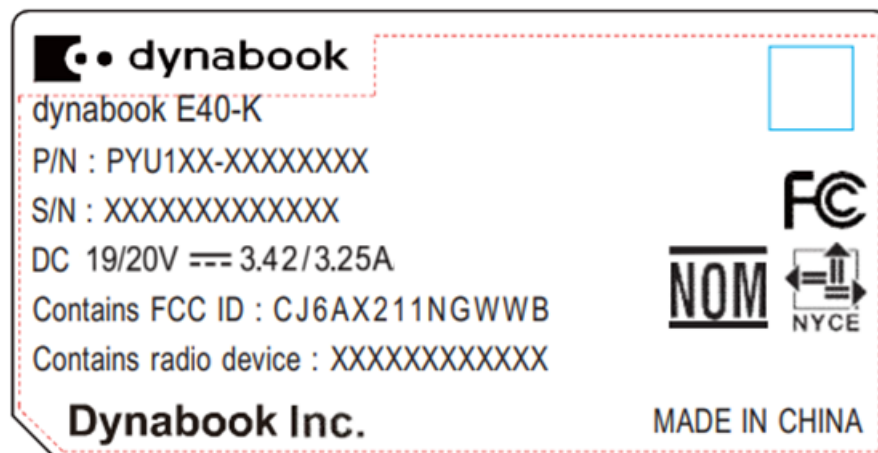 dynabook
dynabook E40-K
P/N : PYU1XX-XXXXXXXX
S/N : XXXXXXXXXXXXX
DC 19/20V ⎓ 3.42/3.25A
Contains FCC ID : CJ6AX211NGWWB
Contains radio device : XXXXXXXXXXXX
FC
NOM
NYCE
Dynabook Inc.
MADE IN CHINA